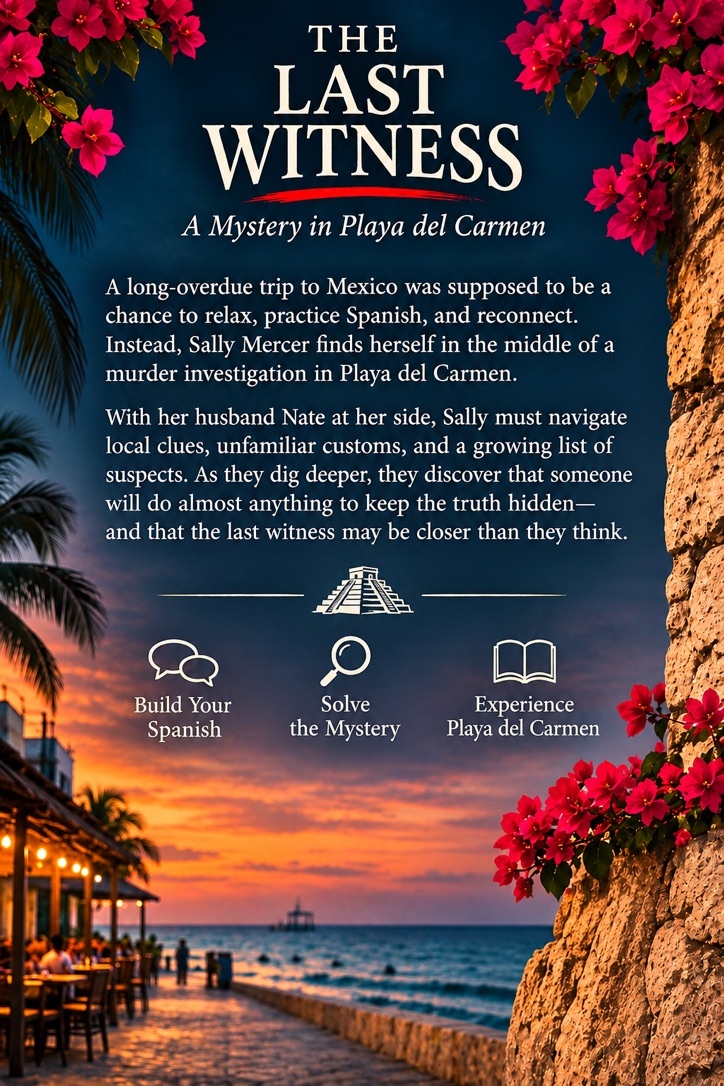 THE
LAST
WITNESS
A Mystery in Playa del Carmen
A long-overdue trip to Mexico was supposed to be a
chance to relax, practice Spanish, and reconnect.
Instead, Sally Mercer finds herself in the middle of a
murder investigation in Playa del Carmen.
With her husband Nate at her side, Sally must navigate
local clues, unfamiliar customs, and a growing list of
suspects. As they dig deeper, they discover that someone
will do almost anything to keep the truth hidden—
and that the last witness may be closer than they think.
Build Your
Spanish
Solve
the Mystery
Experience
Playa del Carmen